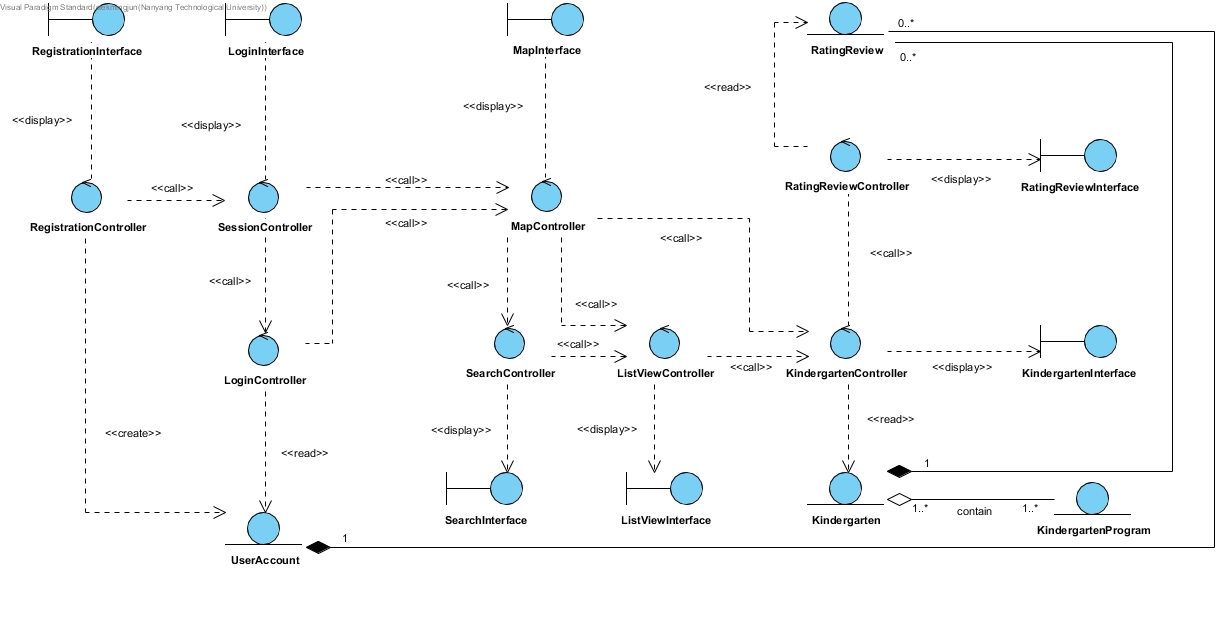 Visual Paradigm Standard( (Nanyang Technological University))
RegistrationInterface
LoginInterface
MapInterface
RatingReview
0..*
0..*
<<read>>
<<display>>
<<display>>
<<display>>
RatingReviewController
<<display>>
RatingReviewInterface
<<call>>
<<call>>
<<call>>
RegistrationController
SessionController
MapController
<<call>>
<<call>>
<<call>>
<<call>>
<<call>>
<<call>>
LoginController
SearchController
ListViewController
<<call>>
KindergartenController
<<display>>
KindergartenInterface
<<create>>
<<read>>
<<display>>
<<display>>
<<read>>
1
SearchInterface
ListViewInterface
Kindergarten
1..*
contain
1..*
KindergartenProgram
1
UserAccount